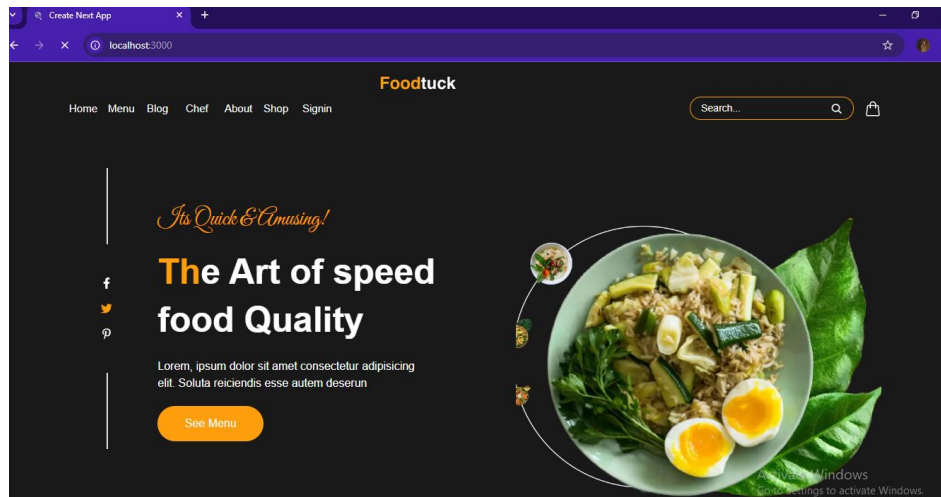 Create Next App
localhost:3000
Foodtuck
Home Menu Blog Chef About Shop Signin
Search...
Its Quick & Amusing!
The Art of speed
food Quality
Lorem, ipsum dolor sit amet consectetur adipisicing
elit. Soluta reiciendis esse autem deserun
See Menu
Activate Windows
Go to Settings to activate Windows.